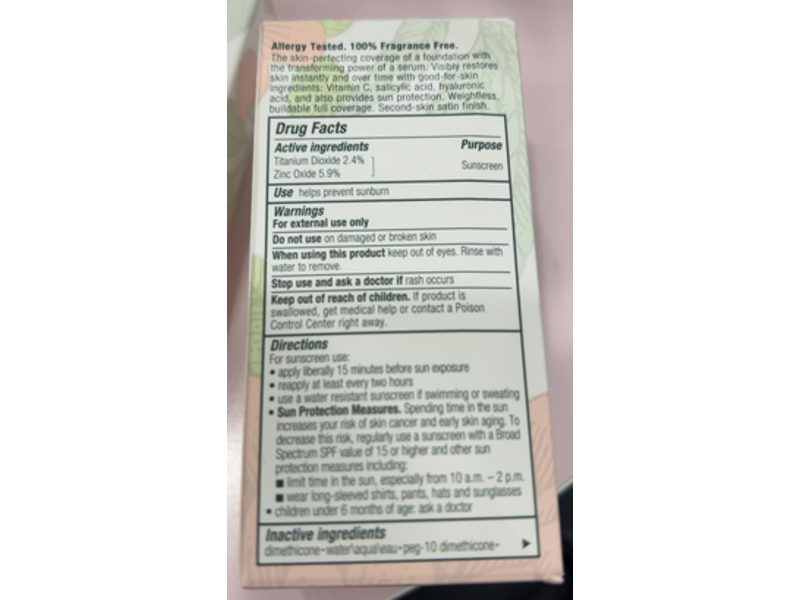 Allergy Tested. 100% Fragrance Free.
The skin-perfecting coverage of a foundation with
the transforming power of a serum. Visibly restores
skin instantly and over time with good-for-skin
ingredients: Vitamin C, salicylic acid, hyaluronic
acid, and also provides sun protection. Weightless,
buildable full coverage. Second-skin satin finish.
Drug Facts
Active ingredients Purpose
Titanium Dioxide 2.4%
Zinc Oxide 5.9% Sunscreen
Use helps prevent sunburn
Warnings
For external use only
Do not use on damaged or broken skin
When using this product keep out of eyes. Rinse with
water to remove.
Stop use and ask a doctor if rash occurs
Keep out of reach of children. If product is
swallowed, get medical help or contact a Poison
Control Center right away.
Directions
For sunscreen use:
• apply liberally 15 minutes before sun exposure
• reapply at least every two hours
• use a water resistant sunscreen if swimming or sweating
• Sun Protection Measures. Spending time in the sun
increases your risk of skin cancer and early skin aging. To
decrease this risk, regularly use a sunscreen with a Broad
Spectrum SPF value of 15 or higher and other sun
protection measures including:
■ limit time in the sun, especially from 10 a.m. – 2 p.m.
■ wear long-sleeved shirts, pants, hats and sunglasses
• children under 6 months of age: ask a doctor
Inactive ingredients
dimethicone•water\aqua\eau•peg-10 dimethicone•